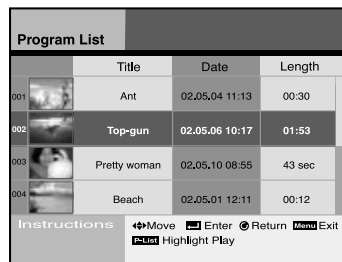 Program List
Title Date Length
001 Ant 02.05.04 11:13 00:30
002 Top-gun 02.05.06 10:17 01:53
003 Pretty woman 02.05.10 08:55 43 sec
004 Beach 02.05.01 12:11 00:12
Instructions Move Enter Return Menu Exit
P-List Highlight Play